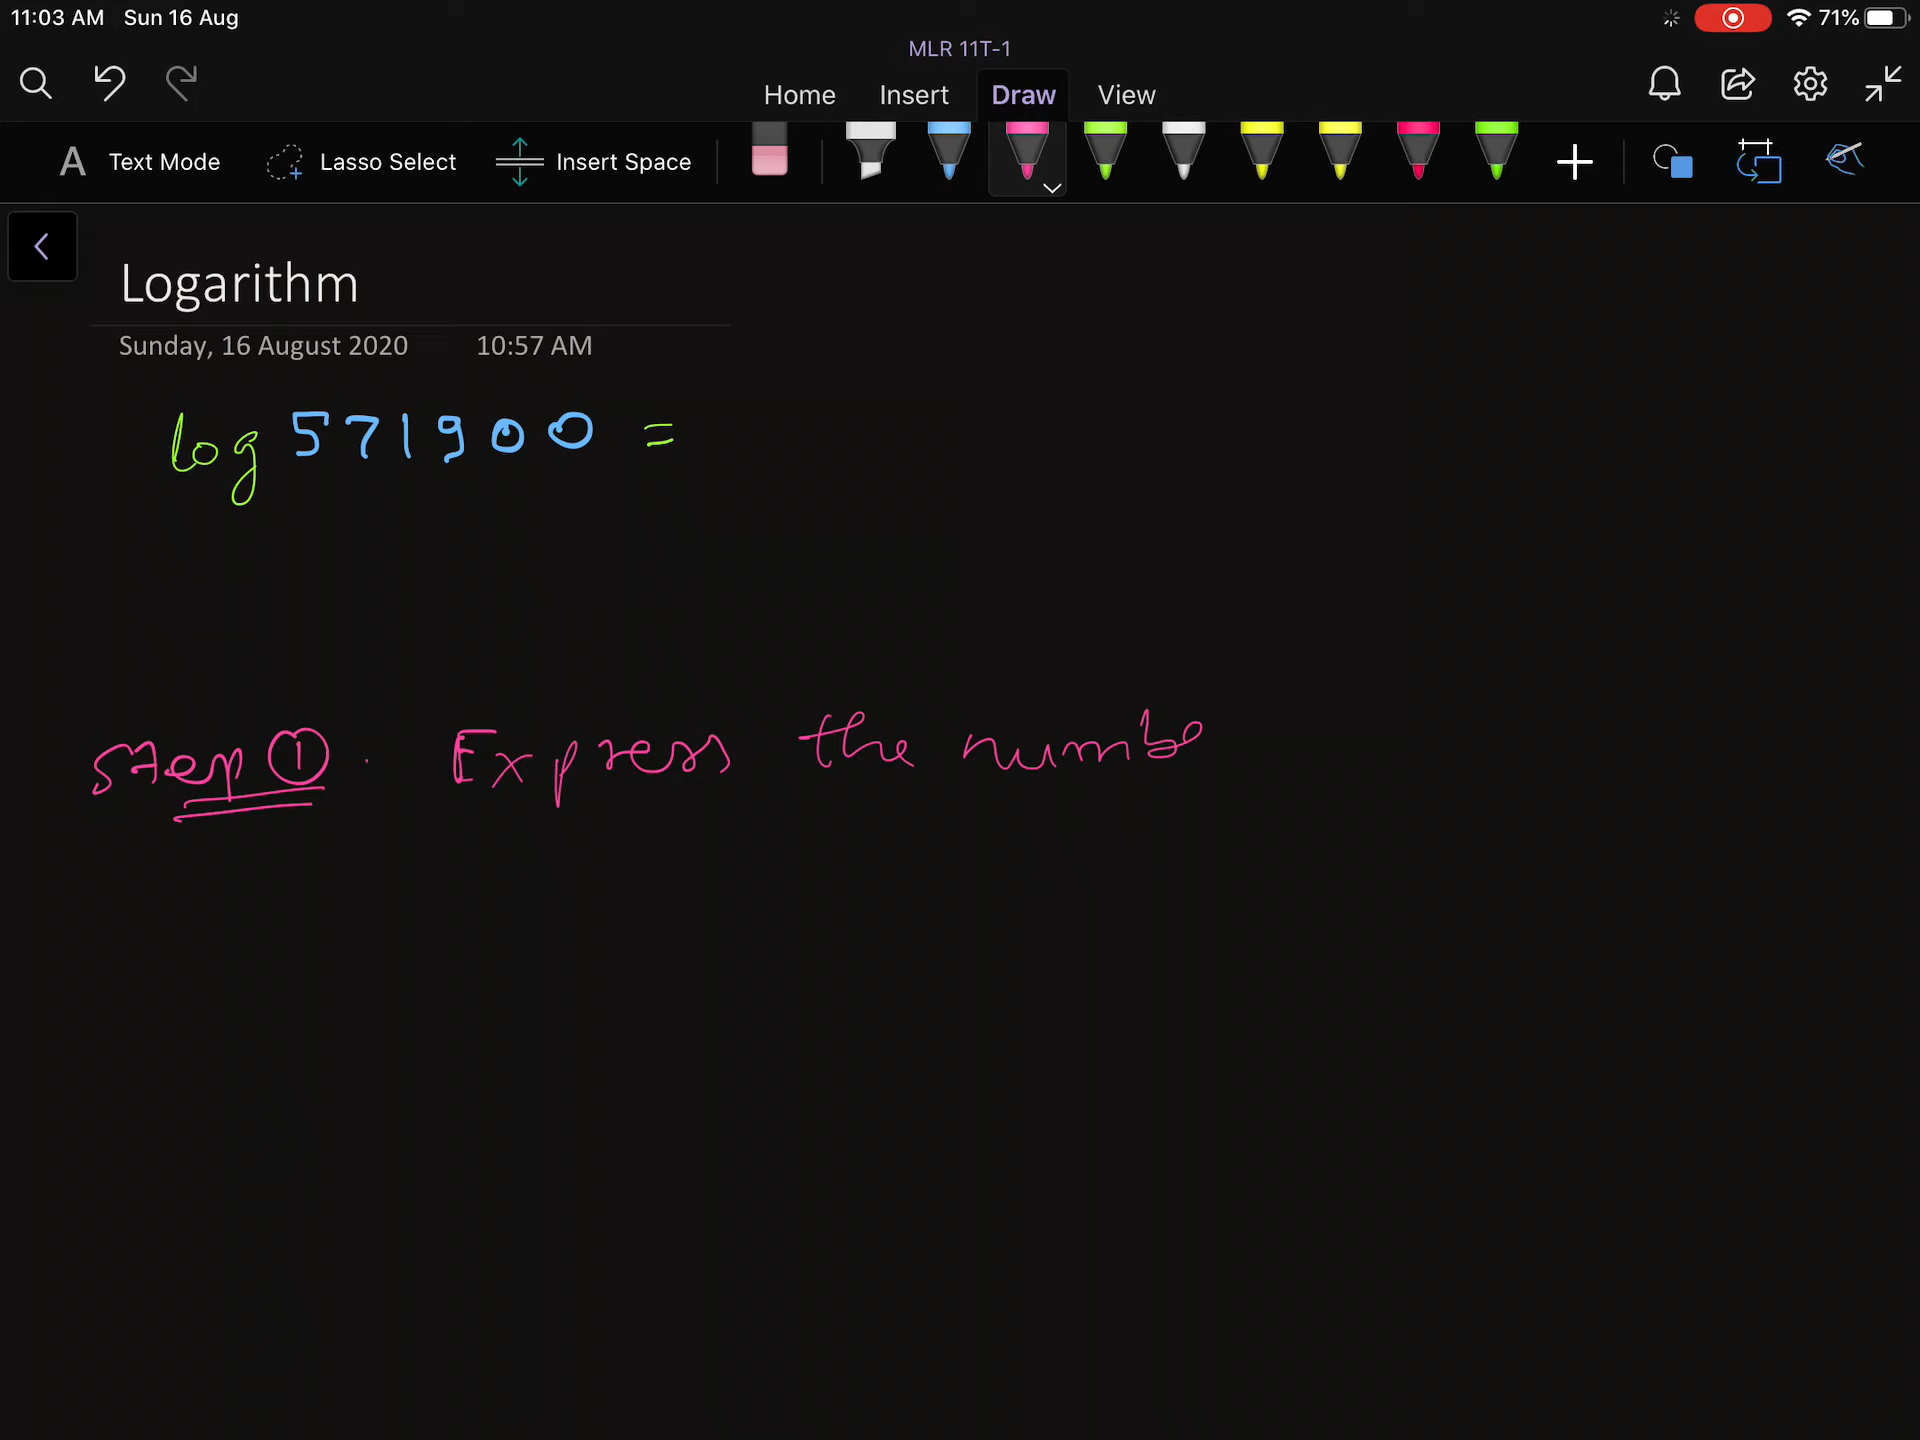 11:03 AM Sun 16 Aug 71%
MLR 11T-1
Home Insert Draw View
A Text Mode Lasso Select Insert Space
Logarithm
Sunday, 16 August 2020 10:57 AM
log 571900 =
Step ① . Express the numbe